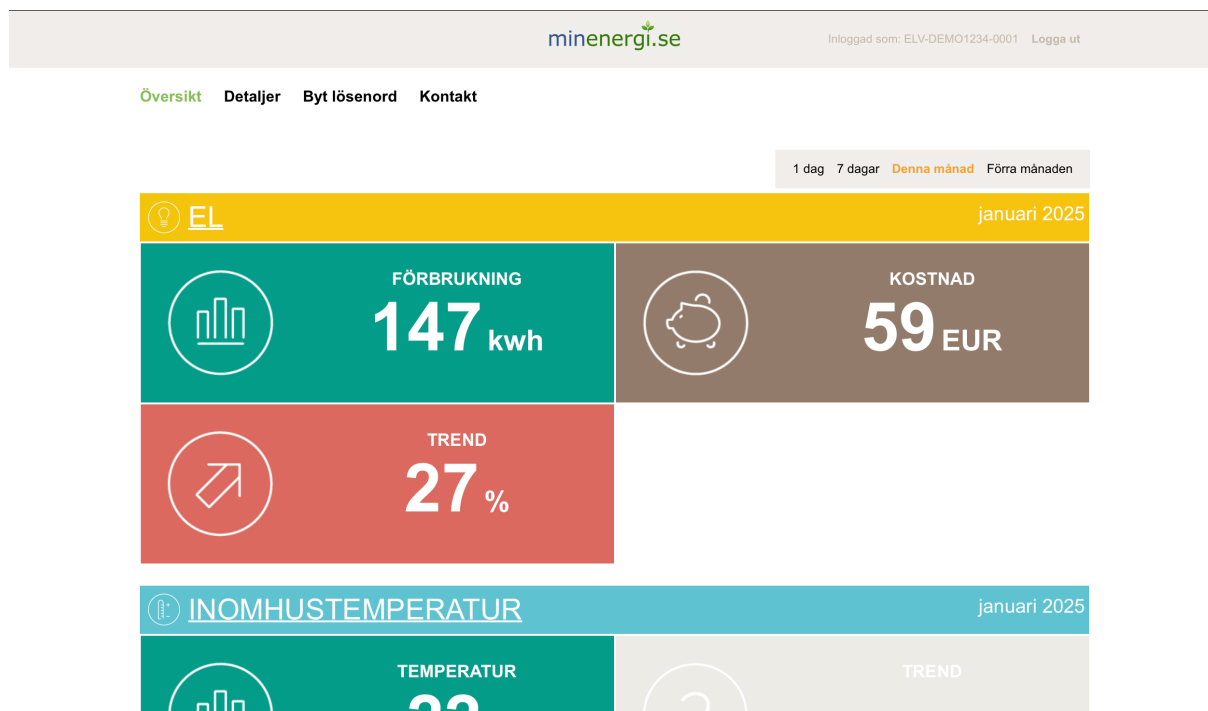 minenergi.se
Inloggad som: ELV-DEMO1234-0001 Logga ut
Översikt Detaljer Byt lösenord Kontakt
1 dag 7 dagar Denna månad Förra månaden
EL januari 2025
FÖRBRUKNING
147 kwh
KOSTNAD
59 EUR
TREND
27 %
INOMHUSTEMPERATUR januari 2025
TEMPERATUR
TREND